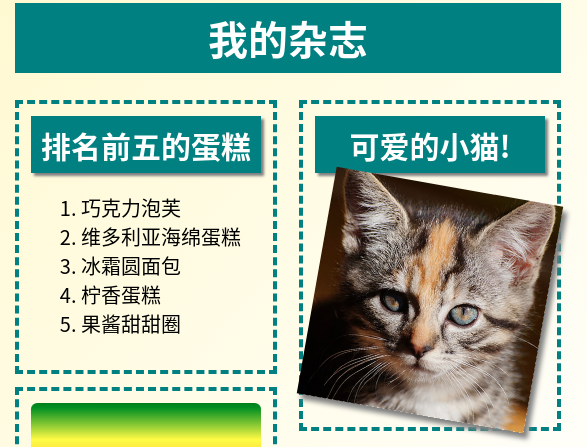 我的杂志
排名前五的蛋糕
1. 巧克力泡芙
2. 维多利亚海绵蛋糕
3. 冰霜圆面包
4. 柠香蛋糕
5. 果酱甜甜圈
可爱的小猫!